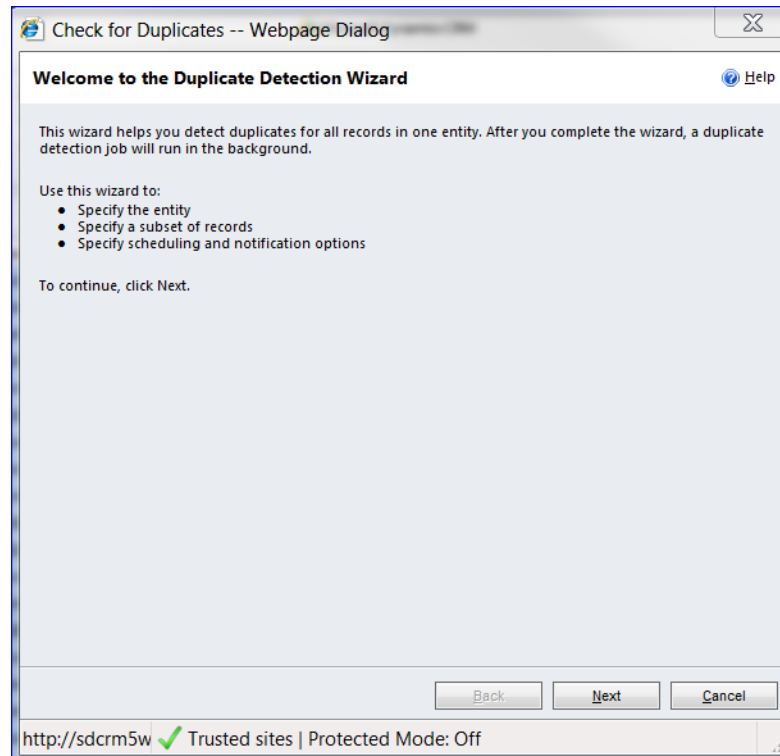 Check for Duplicates -- Webpage Dialog
Welcome to the Duplicate Detection Wizard
Help
This wizard helps you detect duplicates for all records in one entity. After you complete the wizard, a duplicate
detection job will run in the background.
Use this wizard to:
● Specify the entity
● Specify a subset of records
● Specify scheduling and notification options
To continue, click Next.
Back
Next
Cancel
http://sdcrm5w
Trusted sites | Protected Mode: Off